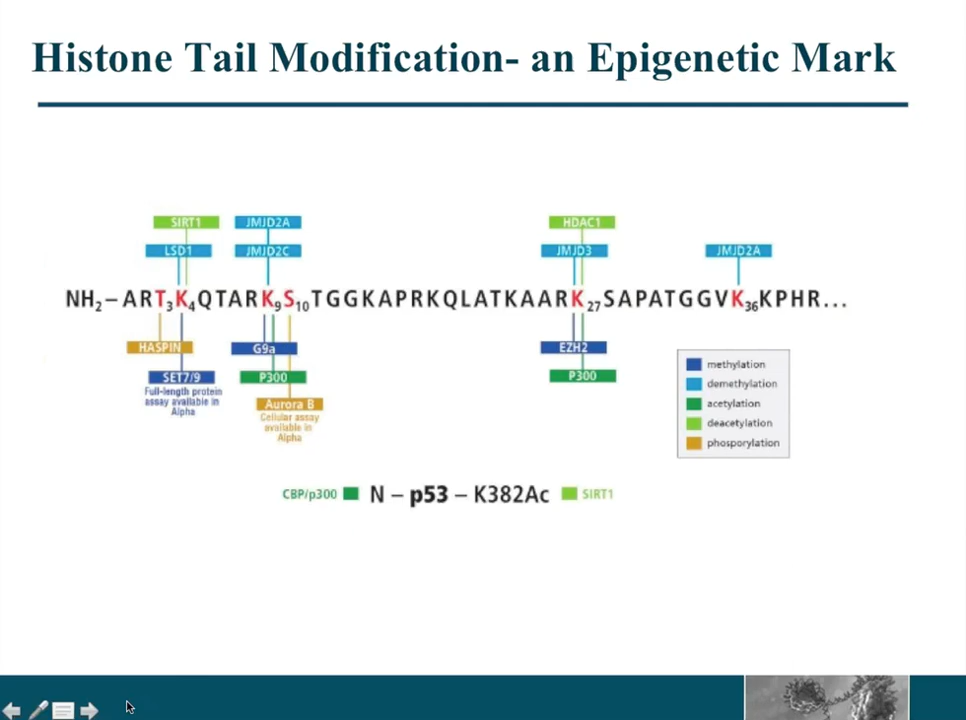 Histone Tail Modification- an Epigenetic Mark
SIRT1 JMJD2A HDAC1
LSD1 JMJD2C JMJD3 JMJD2A
NH2–ART3K4QTARK9S10TGGKAPRKQLATKAARK27SAPATGGVK36KPHR...
HASPIN G9a EZH2
SET7/9 P300 P300
Full-length protein
assay available in
Alpha
Aurora B
Cellular assay
available in
Alpha
methylation
demethylation
acetylation
deacetylation
phosporylation
CBP/p300 N – p53 – K382Ac SIRT1